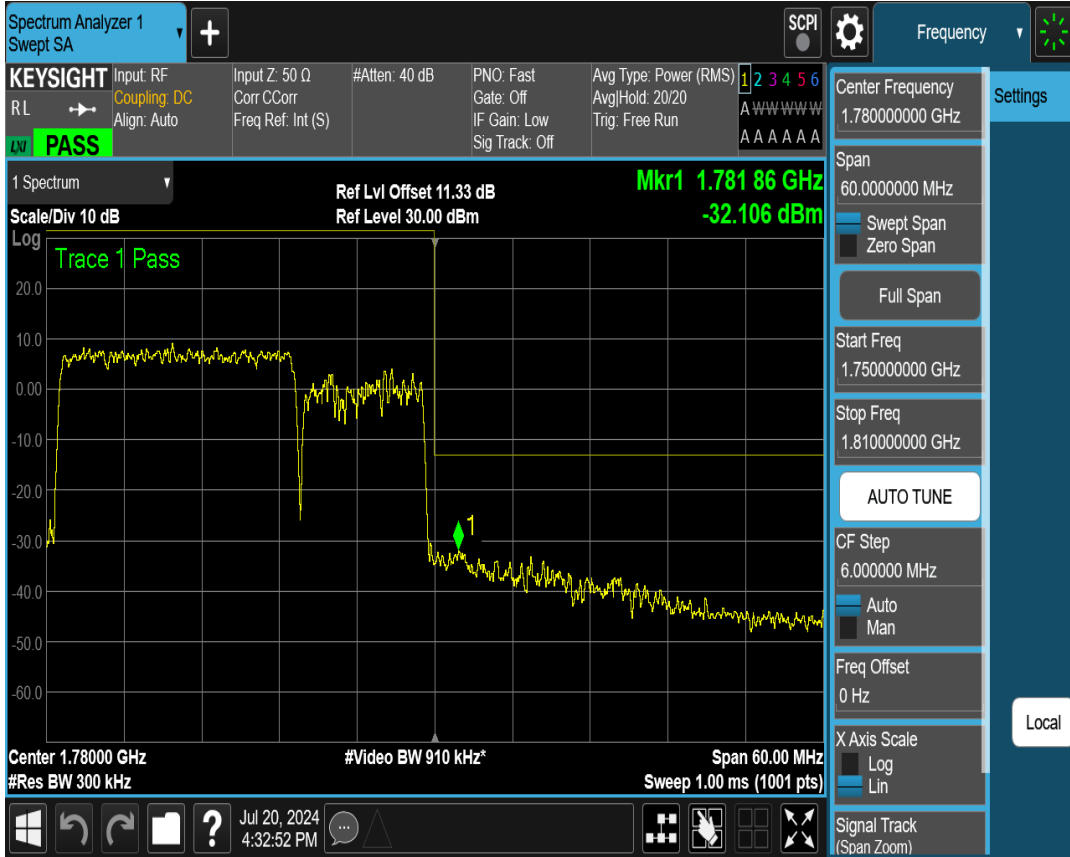 Spectrum Analyzer 1
Swept SA
+
SCPI
Frequency
KEYSIGHT
RL
LXI
PASS
Input: RF
Coupling: DC
Align: Auto
Input Z: 50 Ω
Corr CCorr
Freq Ref: Int (S)
#Atten: 40 dB
PNO: Fast
Gate: Off
IF Gain: Low
Sig Track: Off
Avg Type: Power (RMS)
Avg|Hold: 20/20
Trig: Free Run
1 2 3 4 5 6
A W W W W W
A A A A A A
1 Spectrum
Scale/Div 10 dB
Ref Lvl Offset 11.33 dB
Ref Level 30.00 dBm
Mkr1 1.781 86 GHz
-32.106 dBm
Log
Trace 1 Pass
20.0
10.0
0.00
-10.0
-20.0
-30.0
-40.0
-50.0
-60.0
1
Center 1.78000 GHz
#Res BW 300 kHz
#Video BW 910 kHz*
Span 60.00 MHz
Sweep 1.00 ms (1001 pts)
Center Frequency
1.780000000 GHz
Span
60.0000000 MHz
Swept Span
Zero Span
Full Span
Start Freq
1.750000000 GHz
Stop Freq
1.810000000 GHz
AUTO TUNE
CF Step
6.000000 MHz
Auto
Man
Freq Offset
0 Hz
X Axis Scale
Log
Lin
Signal Track
(Span Zoom)
Settings
Local
?
Jul 20, 2024
4:32:52 PM